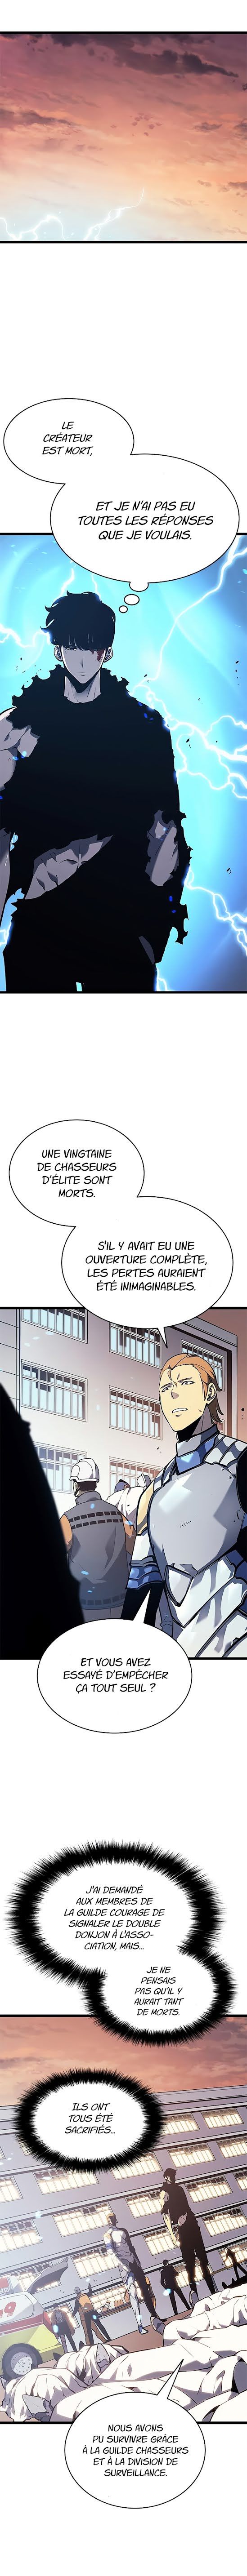 LE
CRÉATEUR
EST MORT,
ET JE N'AI PAS EU
TOUTES LES RÉPONSES
QUE JE VOULAIS.
UNE VINGTAINE
DE CHASSEURS
D'ÉLITE SONT
MORTS.
S'IL Y AVAIT EU UNE
OUVERTURE COMPLÈTE,
LES PERTES AURAIENT
ÉTÉ INIMAGINABLES.
ET VOUS AVEZ
ESSAYÉ D'EMPÊCHER
ÇA TOUT SEUL ?
J'AI DEMANDÉ
AUX MEMBRES DE
LA GUILDE COURAGE DE
SIGNALER LE DOUBLE
DONJON À L'ASSO-
CIATION, MAIS...
JE NE
PENSAIS
PAS QU'IL Y
AURAIT TANT
DE MORTS.
ILS ONT
TOUS ÉTÉ
SACRIFIÉS...
NOUS AVONS
PU SURVIVRE GRÂCE
À LA GUILDE CHASSEURS
ET À LA DIVISION DE
SURVEILLANCE.